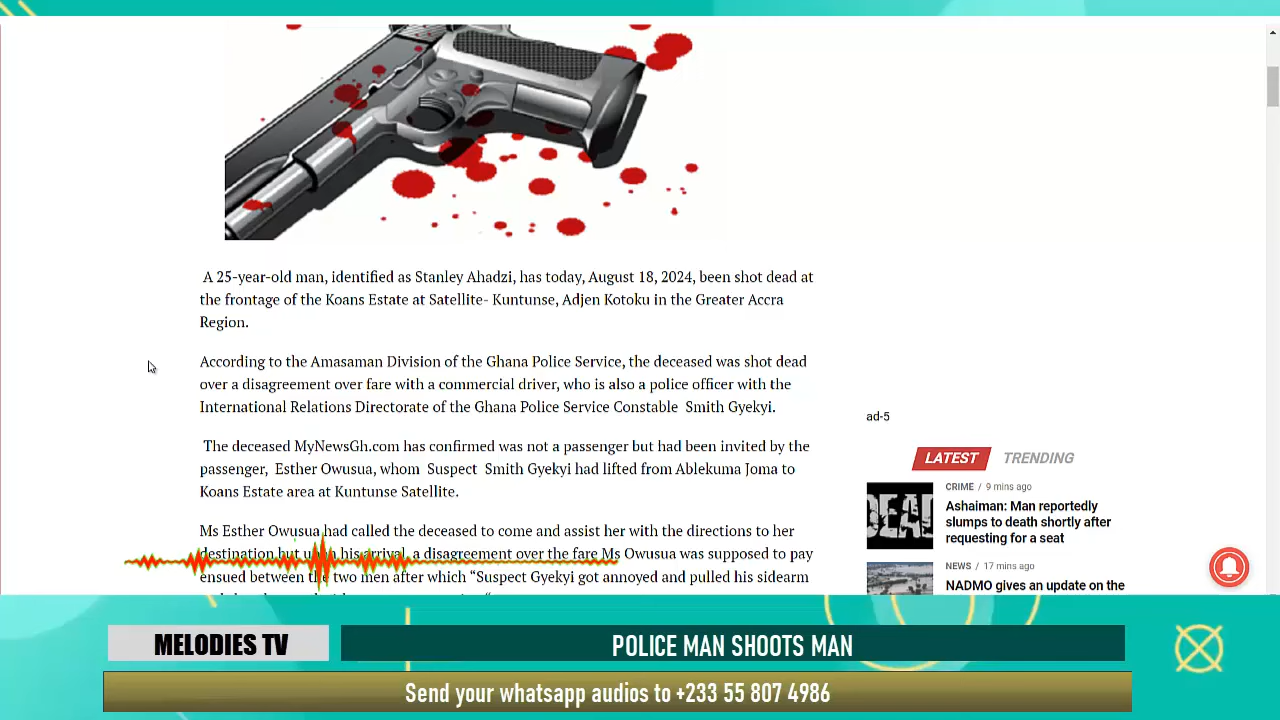 A 25-year-old man, identified as Stanley Ahadzi, has today, August 18, 2024, been shot dead at
the frontage of the Koans Estate at Satellite- Kuntunse, Adjen Kotoku in the Greater Accra
Region.
According to the Amasaman Division of the Ghana Police Service, the deceased was shot dead
over a disagreement over fare with a commercial driver, who is also a police officer with the
International Relations Directorate of the Ghana Police Service Constable Smith Gyekyi.
The deceased MyNewsGh.com has confirmed was not a passenger but had been invited by the
passenger, Esther Owusua, whom Suspect Smith Gyekyi had lifted from Ablekuma Joma to
Koans Estate area at Kuntunse Satellite.
Ms Esther Owusua had called the deceased to come and assist her with the directions to her
destination but his arrival, a disagreement over the fare Ms Owusua was supposed to pay
ensued between the two men after which “Suspect Gyekyi got annoyed and pulled his sidearm
ad-5
LATEST TRENDING
CRIME / 9 mins ago
Ashaiman: Man reportedly
slumps to death shortly after
requesting for a seat
DEAD
NEWS / 17 mins ago
NADMO gives an update on the
MELODIES TV
POLICE MAN SHOOTS MAN
Send your whatsapp audios to +233 55 807 4986